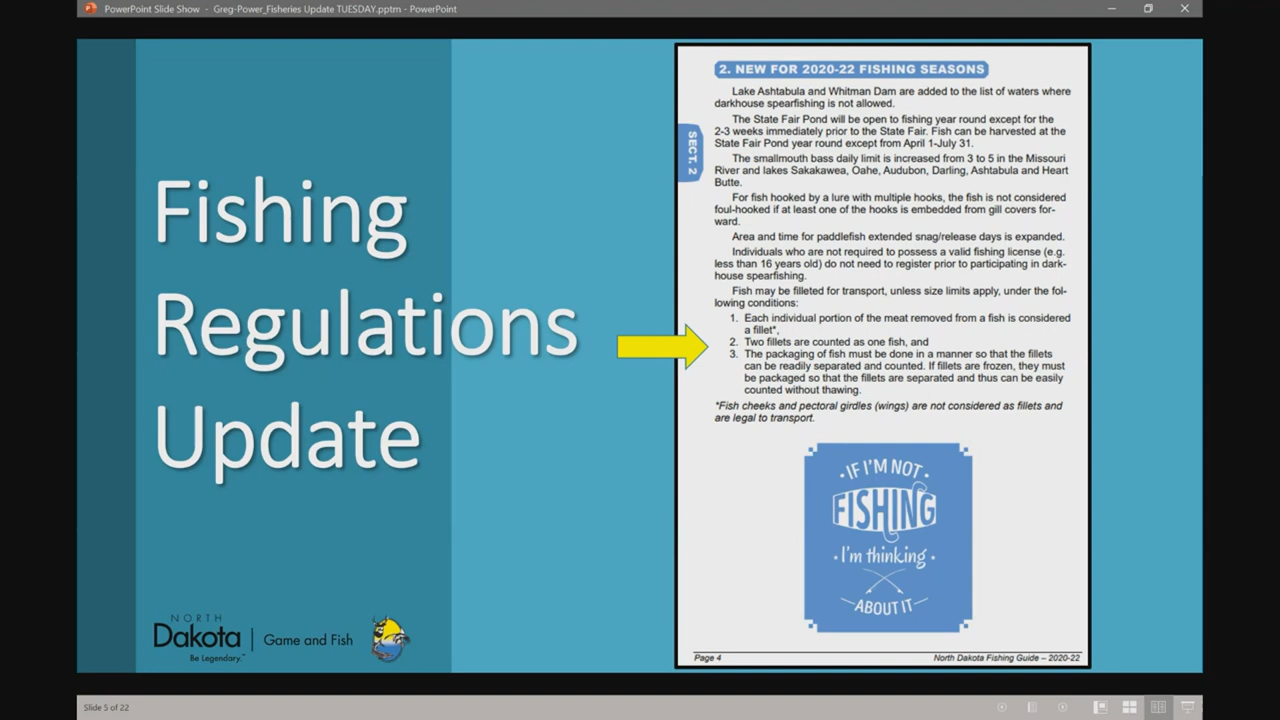 PowerPoint Slide Show - Greg-Power_Fisheries Update TUESDAY.pptm - PowerPoint
Fishing
Regulations
Update
NORTH
Dakota
Be Legendary.™
Game and Fish
2. NEW FOR 2020-22 FISHING SEASONS
Lake Ashtabula and Whitman Dam are added to the list of waters where
darkhouse spearfishing is not allowed.
The State Fair Pond will be open to fishing year round except for the
2-3 weeks immediately prior to the State Fair. Fish can be harvested at the
State Fair Pond year round except from April 1-July 31.
SECT. 2
The smallmouth bass daily limit is increased from 3 to 5 in the Missouri
River and lakes Sakakawea, Oahe, Audubon, Darling, Ashtabula and Heart
Butte.
For fish hooked by a lure with multiple hooks, the fish is not considered
foul-hooked if at least one of the hooks is embedded from gill covers for-
ward.
Area and time for paddlefish extended snag/release days is expanded.
Individuals who are not required to possess a valid fishing license (e.g.
less than 16 years old) do not need to register prior to participating in dark-
house spearfishing.
Fish may be filleted for transport, unless size limits apply, under the fol-
lowing conditions:
1. Each individual portion of the meat removed from a fish is considered
a fillet*,
2. Two fillets are counted as one fish, and
3. The packaging of fish must be done in a manner so that the fillets
can be readily separated and counted. If fillets are frozen, they must
be packaged so that the fillets are separated and thus can be easily
counted without thawing.
*Fish cheeks and pectoral girdles (wings) are not considered as fillets and
are legal to transport.
·IF I'M NOT·
FISHING
·I'm thinking·
ABOUT IT
Page 4
North Dakota Fishing Guide – 2020-22
Slide 5 of 22